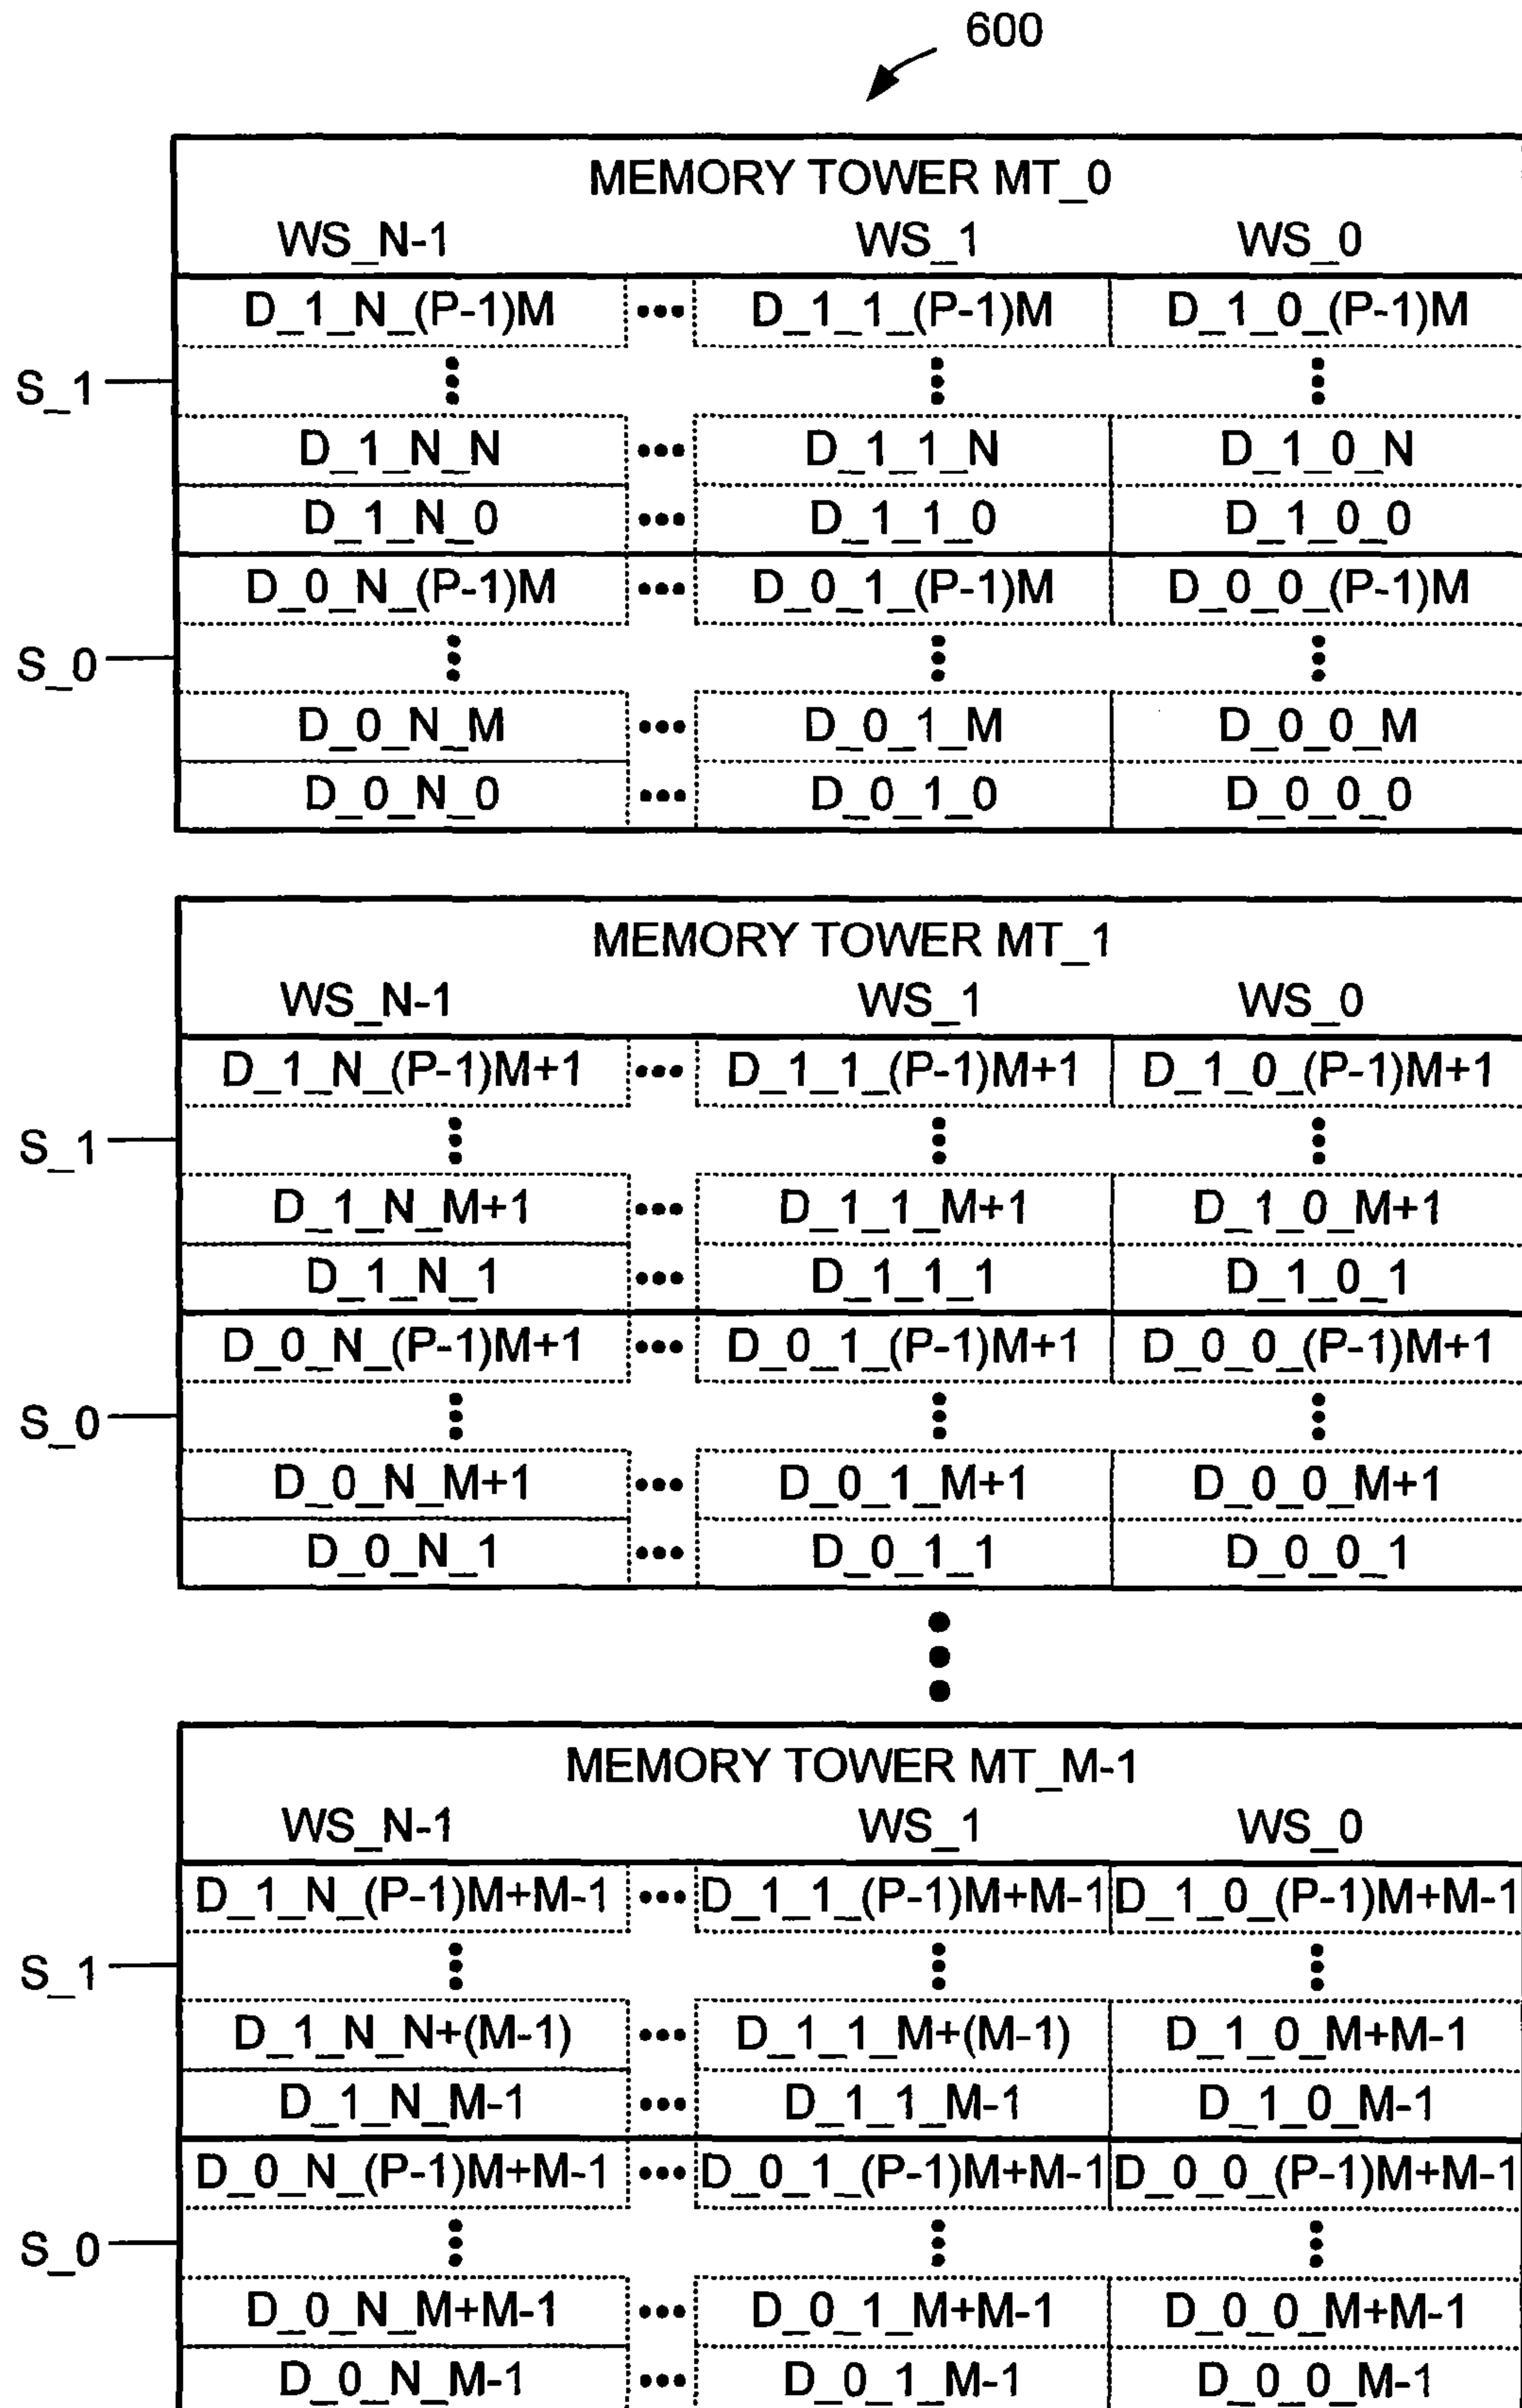 600
MEMORY TOWER MT_0
WS_N-1 WS_1 WS_0
D_1_N_(P-1)M ••• D_1_1_(P-1)M D_1_0_(P-1)M
S_1
D_1_N_N ••• D_1_1_N D_1_0_N
D_1_N_0 ••• D_1_1_0 D_1_0_0
D_0_N_(P-1)M ••• D_0_1_(P-1)M D_0_0_(P-1)M
S_0
D_0_N_M ••• D_0_1_M D_0_0_M
D_0_N_0 ••• D_0_1_0 D_0_0_0
MEMORY TOWER MT_1
WS_N-1 WS_1 WS_0
D_1_N_(P-1)M+1 ••• D_1_1_(P-1)M+1 D_1_0_(P-1)M+1
S_1
D_1_N_M+1 ••• D_1_1_M+1 D_1_0_M+1
D_1_N_1 ••• D_1_1_1 D_1_0_1
D_0_N_(P-1)M+1 ••• D_0_1_(P-1)M+1 D_0_0_(P-1)M+1
S_0
D_0_N_M+1 ••• D_0_1_M+1 D_0_0_M+1
D_0_N_1 ••• D_0_1_1 D_0_0_1
MEMORY TOWER MT_M-1
WS_N-1 WS_1 WS_0
D_1_N_(P-1)M+M-1 ••• D_1_1_(P-1)M+M-1 D_1_0_(P-1)M+M-1
S_1
D_1_N_N+(M-1) ••• D_1_1_M+(M-1) D_1_0_M+M-1
D_1_N_M-1 ••• D_1_1_M-1 D_1_0_M-1
D_0_N_(P-1)M+M-1 ••• D_0_1_(P-1)M+M-1 D_0_0_(P-1)M+M-1
S_0
D_0_N_M+M-1 ••• D_0_1_M+M-1 D_0_0_M+M-1
D_0_N_M-1 ••• D_0_1_M-1 D_0_0_M-1